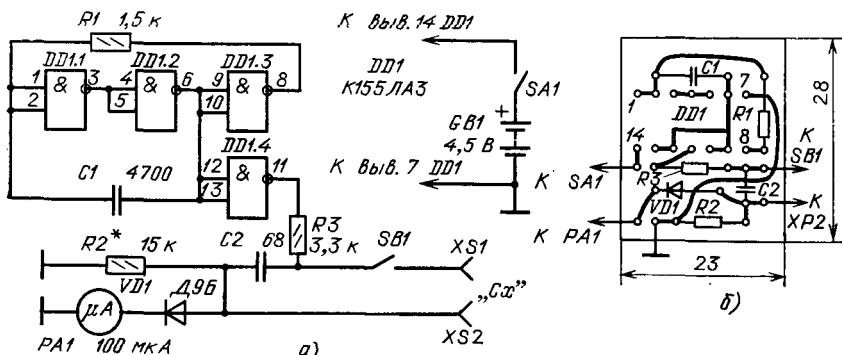 R1 1,5 к
DD1.1 DD1.2 DD1.3
1 & 3 4 & 6 9 & 8
2 5 10
DD1.4
12 & 11
13
C1 4700
R3
3,3 к
R2* 15 к
C2 68
SB1
XS1
VD1 Д9Б
„Cx"
μA
XS2
PA1 100 мкА
а)
К выв. 14 DD1
DD1
К155ЛА3
SA1
+
GB1
4,5 В
К выв. 7 DD1
C1
1 7
DD1 R1
14 8
К
SB1
К
SA1
R3
C2
VD1
R2
К
XP2
К PA1
28
23
б)